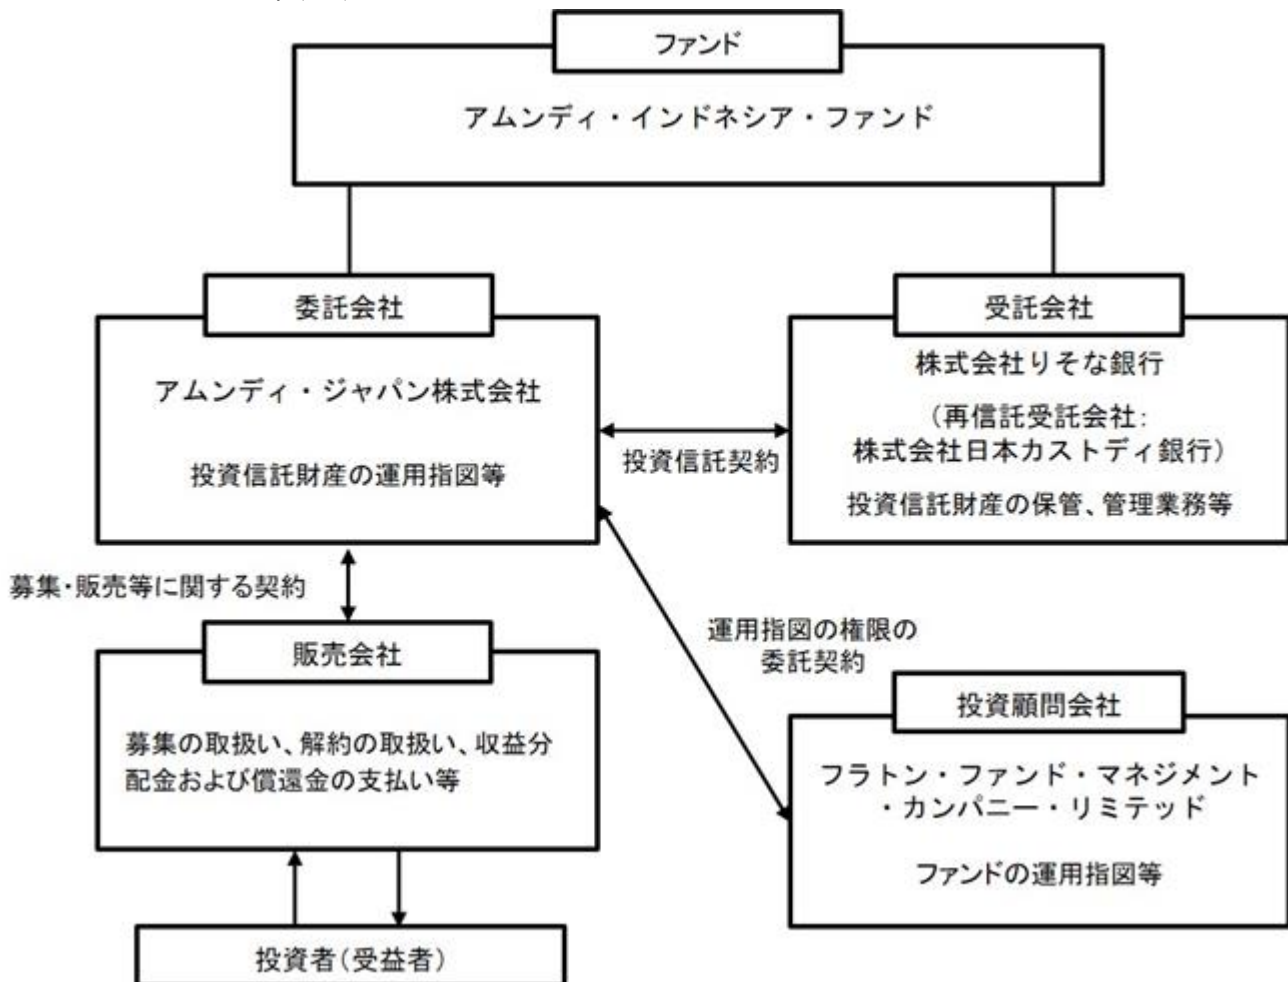 ファンド
アムンディ・インドネシア・ファンド
委託会社
アムンディ・ジャパン株式会社
投資信託財産の運用指図等
投資信託契約
受託会社
株式会社りそな銀行
（再信託受託会社：
株式会社日本カストディ銀行）
投資信託財産の保管、管理業務等
募集・販売等に関する契約
運用指図の権限の
委託契約
販売会社
募集の取扱い、解約の取扱い、収益分
配金および償還金の支払い等
投資顧問会社
フラトン・ファンド・マネジメント
・カンパニー・リミテッド
ファンドの運用指図等
投資者（受益者）